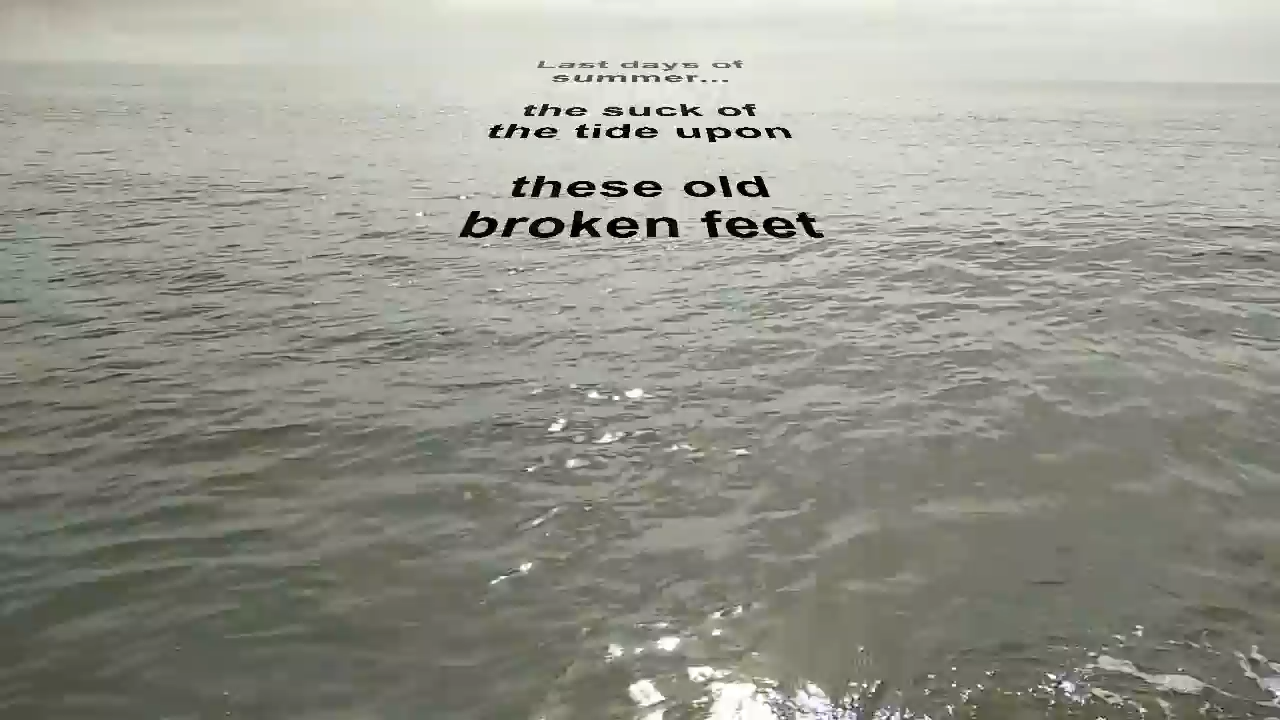 Last days of
summer...
the suck of
the tide upon
these old
broken feet